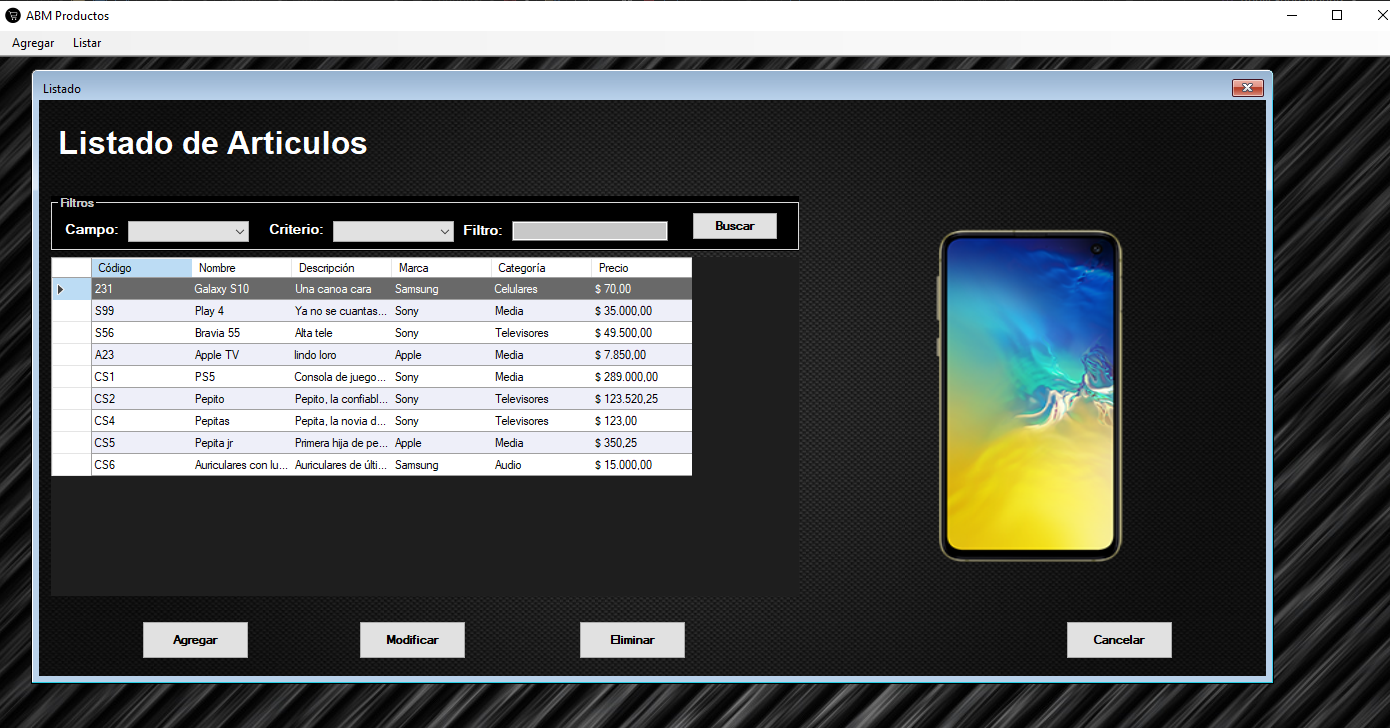 ABM Productos
Agregar Listar
Listado
Listado de Articulos
Filtros
Campo: Criterio: Filtro: Buscar
Código Nombre Descripción Marca Categoría Precio
231 Galaxy S10 Una canoa cara Samsung Celulares $ 70,00
S99 Play 4 Ya no se cuantas... Sony Media $ 35.000,00
S56 Bravia 55 Alta tele Sony Televisores $ 49.500,00
A23 Apple TV lindo loro Apple Media $ 7.850,00
CS1 PS5 Consola de juego... Sony Media $ 289.000,00
CS2 Pepito Pepito, la confiabl... Sony Televisores $ 123.520,25
CS4 Pepitas Pepita, la novia d... Sony Televisores $ 123,00
CS5 Pepita jr Primera hija de pe... Apple Media $ 350,25
CS6 Auriculares con lu... Auriculares de últi... Samsung Audio $ 15.000,00
Agregar Modificar Eliminar Cancelar